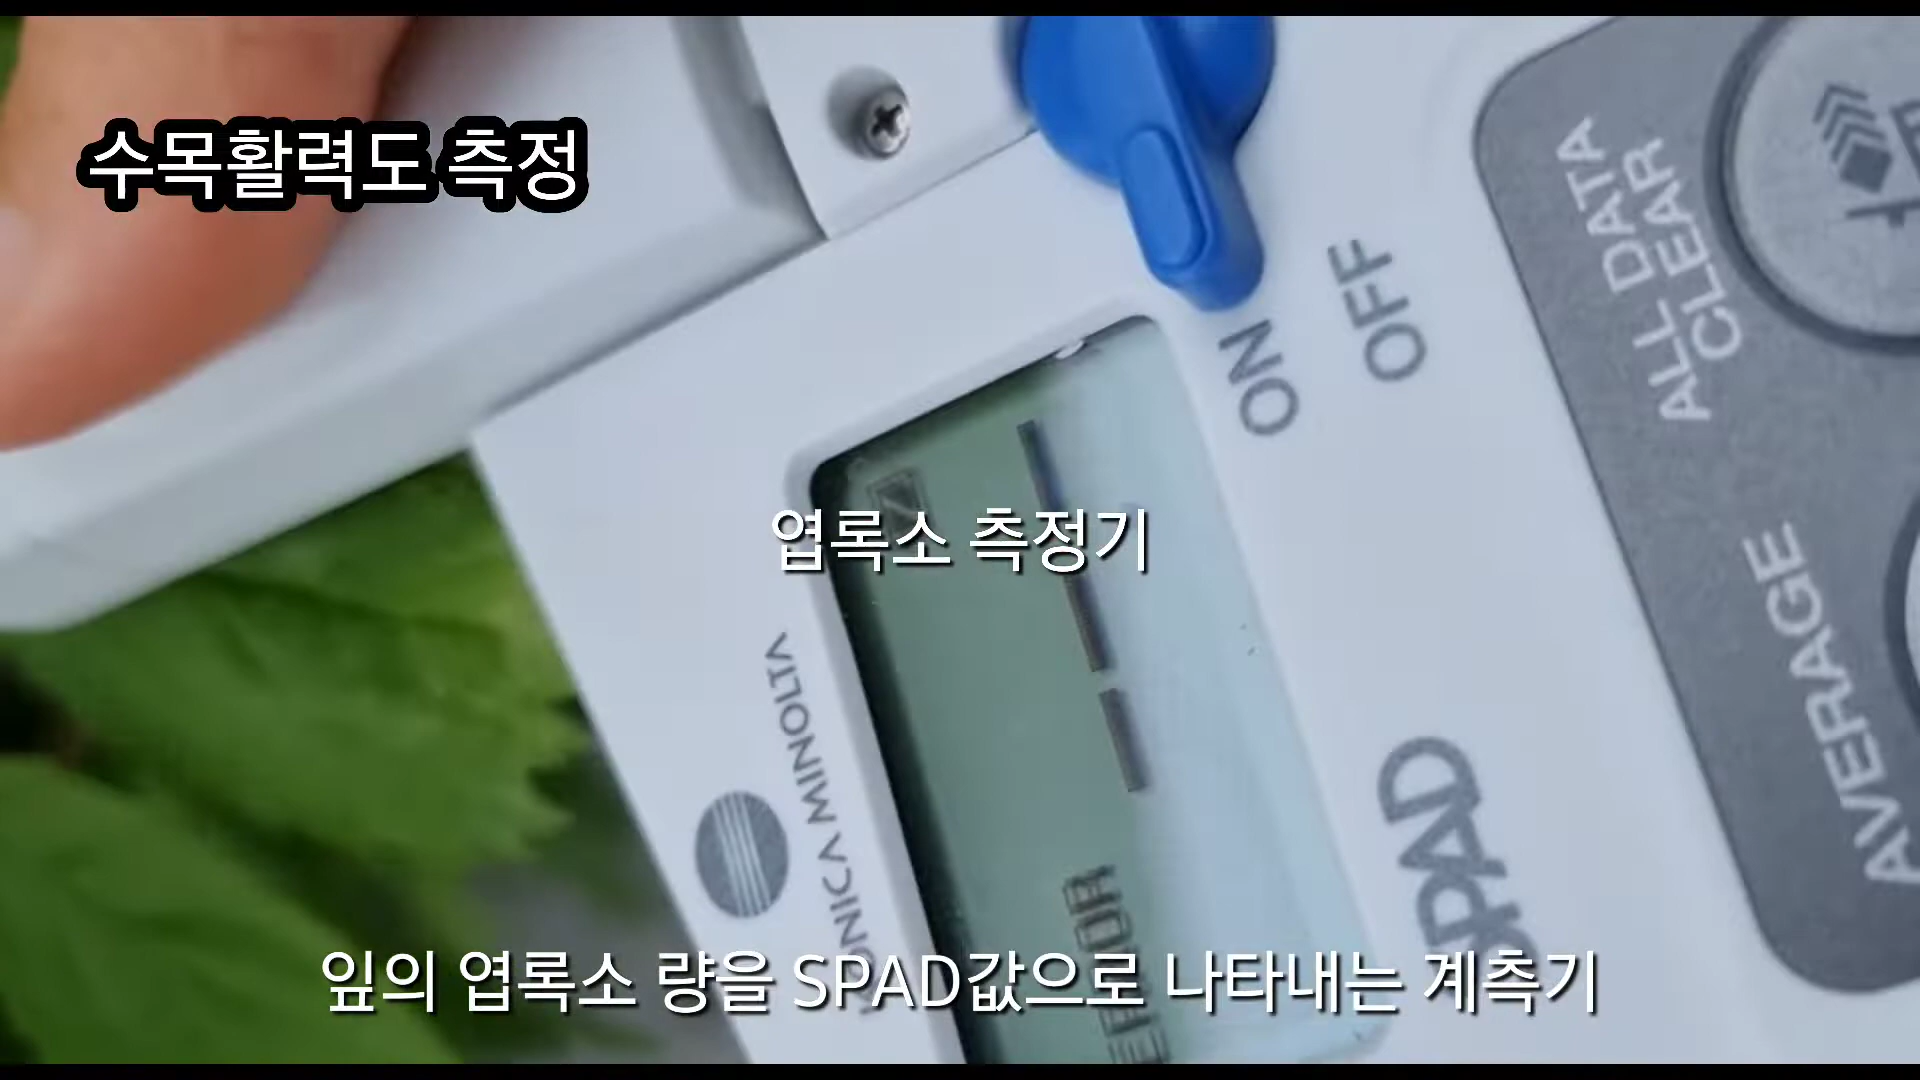 수목활력도 측정
ALL DATA
CLEAR
OFF
ON
엽록소 측정기
AVERAGE
KONICA MINOLTA
SPAD
잎의 엽록소 량을 SPAD값으로 나타내는 계측기